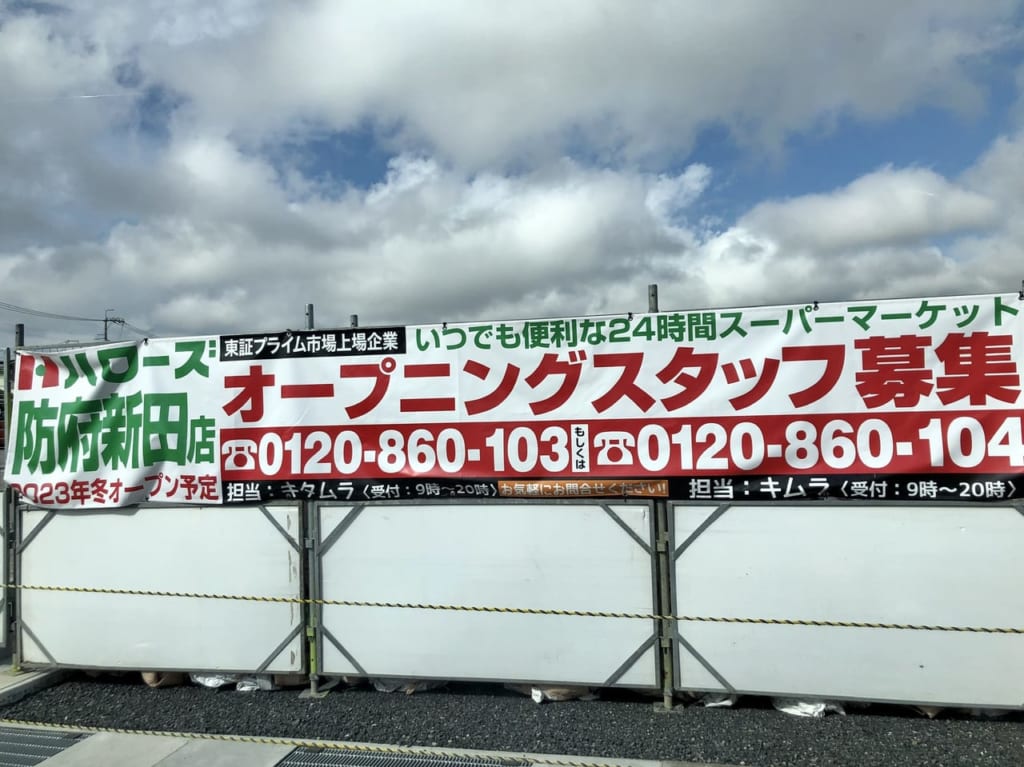 ハローズ
防府新田店
2023年冬オープン予定
東証プライム市場上場企業
いつでも便利な24時間スーパーマーケット
オープニングスタッフ募集
☎0120-860-103 もしくは ☎0120-860-104
担当：キタムラ〈受付：9時～20時〉 お気軽にお問合せください! 担当：キムラ〈受付：9時～20時〉